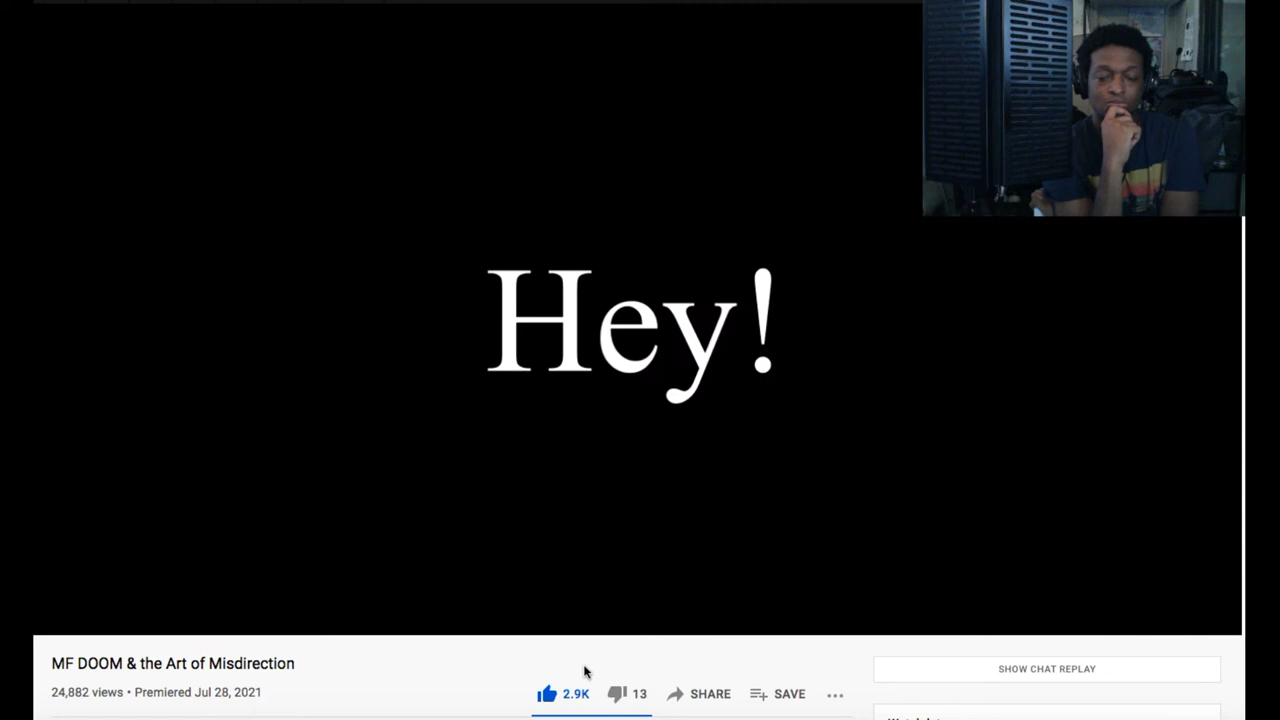 Hey!
MF DOOM & the Art of Misdirection
24,882 views • Premiered Jul 28, 2021
2.9K 13 SHARE SAVE
SHOW CHAT REPLAY